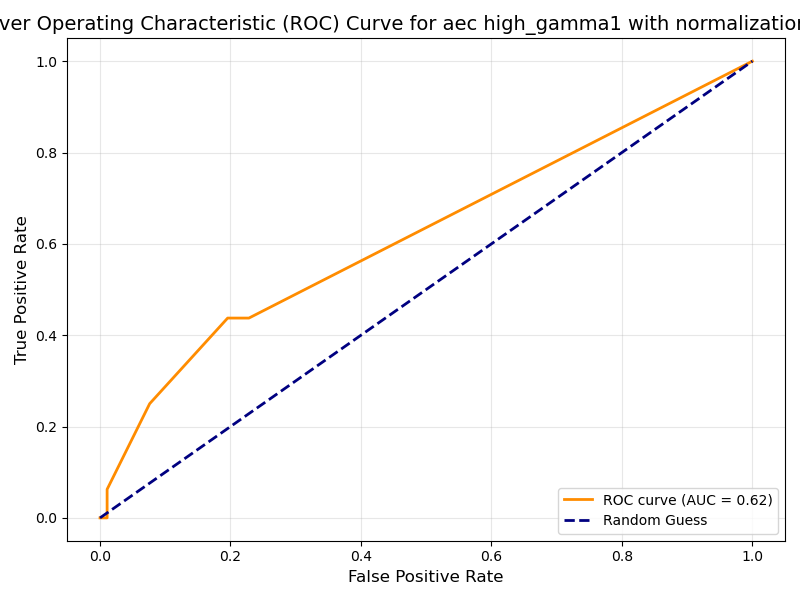 ver Operating Characteristic (ROC) Curve for aec high_gamma1 with normalization
1.0
0.8
0.6
0.4
0.2
0.0
True Positive Rate
0.0 0.2 0.4 0.6 0.8 1.0
False Positive Rate
ROC curve (AUC = 0.62)
Random Guess